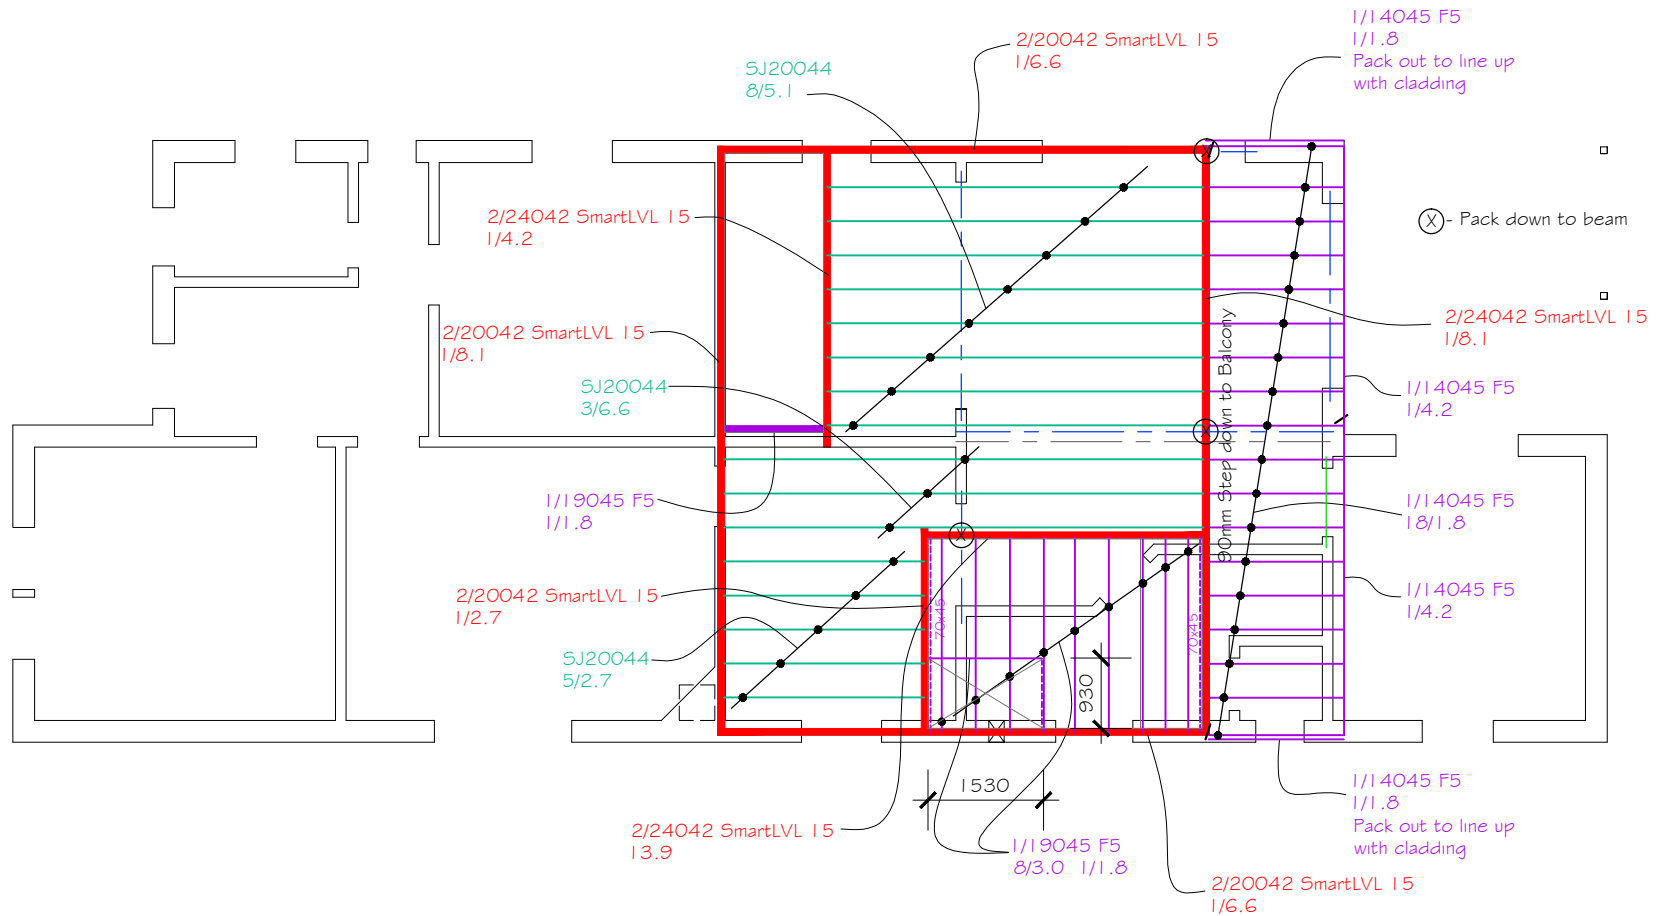 1/14045 F5
1/1.8
Pack out to line up
with cladding
2/20042 SmartLVL 15
1/6.6
SJ20044
8/5.1
2/24042 SmartLVL 15
1/4.2
X - Pack down to beam
X
2/20042 SmartLVL 15
1/8.1
2/24042 SmartLVL 15
1/8.1
90mm Step down to Balcony
SJ20044
3/6.6
1/14045 F5
1/4.2
X
1/19045 F5
1/1.8
1/14045 F5
18/1.8
X
2/20042 SmartLVL 15
1/2.7
70x45
70x45
1/14045 F5
1/4.2
SJ20044
5/2.7
930
1530
1/14045 F5
1/1.8
Pack out to line up
with cladding
2/24042 SmartLVL 15
13.9
1/19045 F5
8/3.0 1/1.8
2/20042 SmartLVL 15
1/6.6